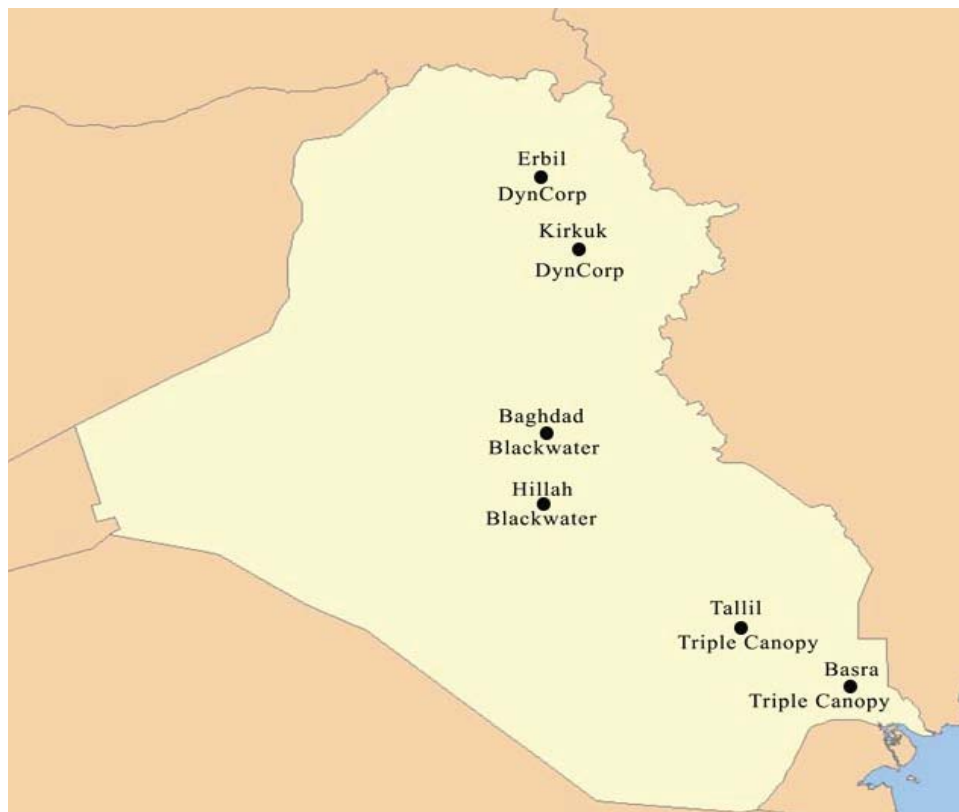 Erbil
DynCorp
Kirkuk
DynCorp
Baghdad
Blackwater
Hillah
Blackwater
Tallil
Triple Canopy
Basra
Triple Canopy